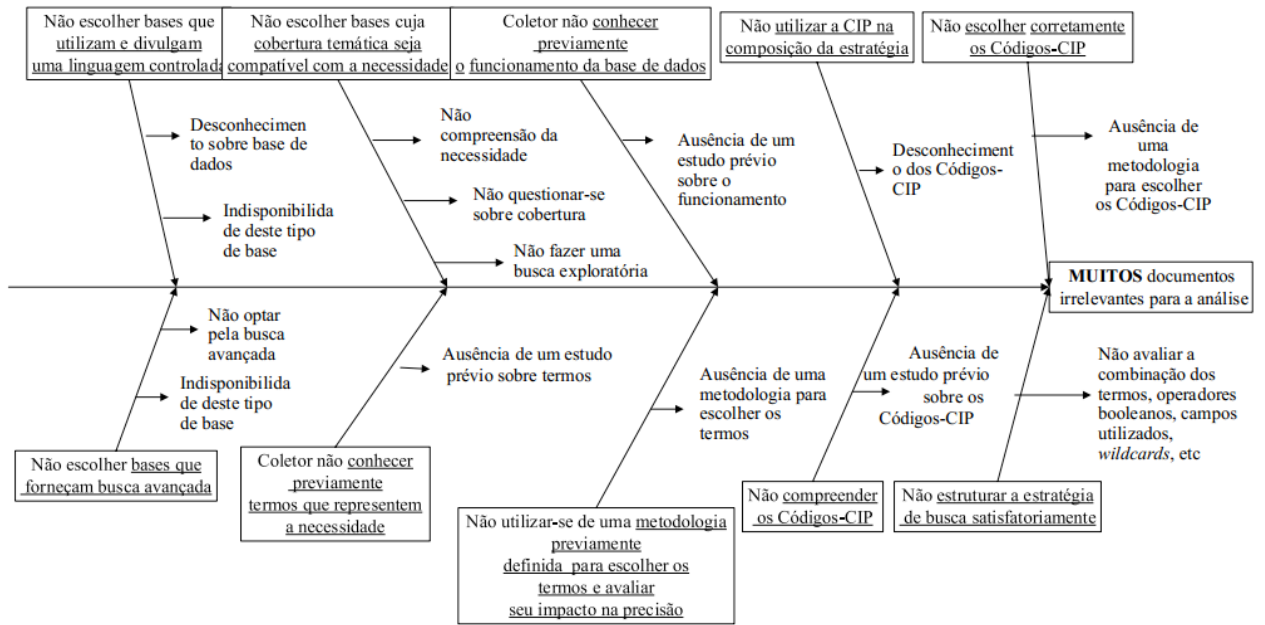 Não escolher bases que
utilizam e divulgam
uma linguagem controlada
Não escolher bases cuja
cobertura temática seja
compatível com a necessidade
Coletor não conhecer
previamente
o funcionamento da base de dados
Não utilizar a CIP na
composição da estratégia
Não escolher corretamente
os Códigos-CIP
Desconhecimen
to sobre base de
dados
Indisponibilida
de deste tipo
de base
Não
compreensão da
necessidade
Não questionar-se
sobre cobertura
Não fazer uma
busca exploratória
Ausência de um
estudo prévio
sobre o
funcionamento
Desconheciment
o dos Códigos-
CIP
Ausência de
uma
metodologia
para escolher
os Códigos-CIP
MUITOS documentos
irrelevantes para a análise
Não optar
pela busca
avançada
Indisponibilida
de deste tipo
de base
Ausência de um estudo
prévio sobre termos
Ausência de uma
metodologia para
escolher os
termos
Ausência de
um estudo prévio
sobre os
Códigos-CIP
Não avaliar a
combinação dos
termos, operadores
booleanos, campos
utilizados,
wildcards, etc
Não escolher bases que
forneçam busca avançada
Coletor não conhecer
previamente
termos que representem
a necessidade
Não utilizar-se de uma metodologia
previamente
definida para escolher os
termos e avaliar
seu impacto na precisão
Não compreender
os Códigos-CIP
Não estruturar a estratégia
de busca satisfatoriamente